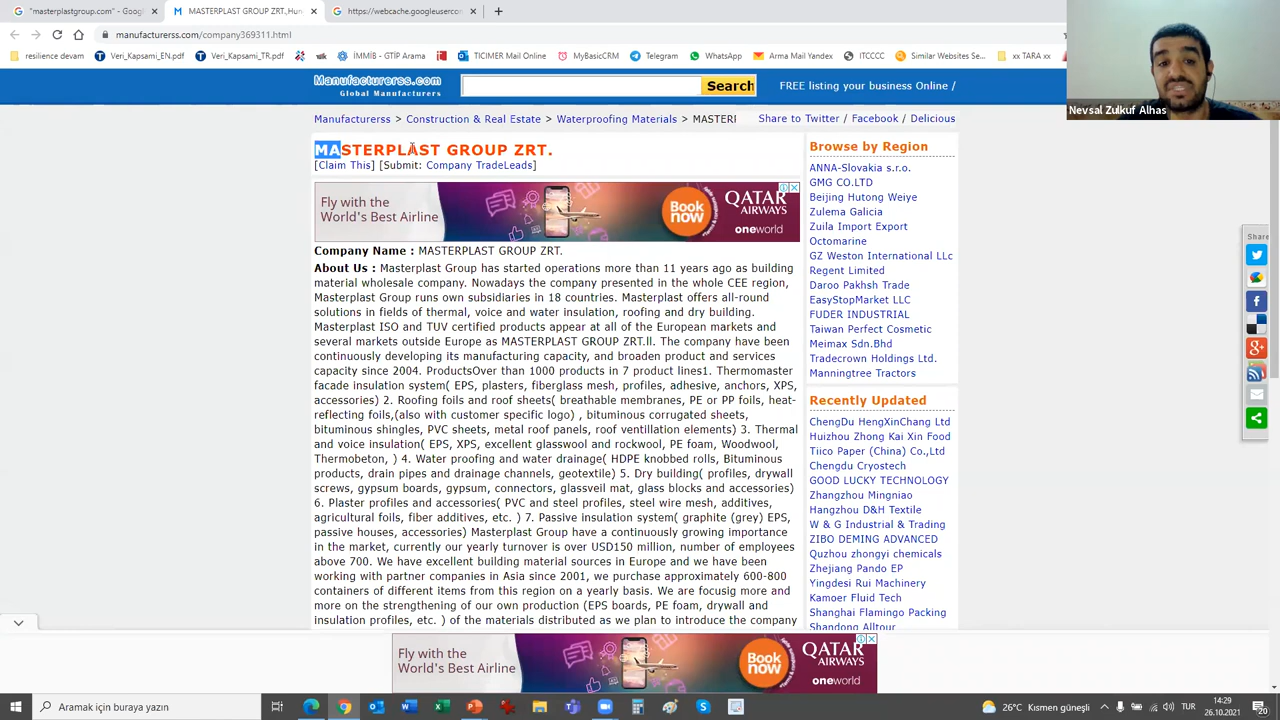 "masterplastgroup.com" - Googl
MASTERPLAST GROUP ZRT.,Hun
https://webcache.googleusercon
manufacturerss.com/company369311.html
resilience devam
Veri_Kapsami_EN.pdf
Veri_Kapsami_TR.pdf
İMMİB - GTİP Arama
TICIMER Mail Online
MyBasicCRM
Telegram
WhatsApp
Arma Mail Yandex
ITCCCC
Similar Websites Se...
xx TARA xx
Nevsal Zulkuf Alhas
Manufacturerss.com
Global Manufacturers
Search
FREE listing your business Online /
Manufacturerss > Conctruction & Real Estate > Waterproofing Materials > MASTERI
Share to Twitter / Facebook / Delicious
MASTERPLAST GROUP ZRT.
[Claim This] [Submit: Company TradeLeads]
Fly with the
World's Best Airline
Book
now
QATAR
AIRWAYS
oneworld
Company Name : MASTERPLAST GROUP ZRT.
About Us : Masterplast Group has started operations more than 11 years ago as building
material wholesale company. Nowadays the company presented in the whole CEE region,
Masterplast Group runs own subsidiaries in 18 countries. Masterplast offers all-round
solutions in fields of thermal, voice and water insulation, roofing and dry building.
Masterplast ISO and TUV certified products appear at all of the European markets and
several markets outside Europe as MASTERPLAST GROUP ZRT.ll. The company have been
continuously developing its manufacturing capacity, and broaden product and services
capacity since 2004. ProductsOver than 1000 products in 7 product lines1. Thermomaster
facade insulation system( EPS, plasters, fiberglass mesh, profiles, adhesive, anchors, XPS,
accessories) 2. Roofing foils and roof sheets( breathable membranes, PE or PP foils, heat-
reflecting foils,(also with customer specific logo) , bituminous corrugated sheets,
bituminous shingles, PVC sheets, metal roof panels, roof ventillation elements) 3. Thermal
and voice insulation( EPS, XPS, excellent glasswool and rockwool, PE foam, Woodwool,
Thermobeton, ) 4. Water proofing and water drainage( HDPE knobbed rolls, Bituminous
products, drain pipes and drainage channels, geotextile) 5. Dry building( profiles, drywall
screws, gypsum boards, gypsum, connectors, glassveil mat, glass blocks and accessories)
6. Plaster profiles and accessories( PVC and steel profiles, steel wire mesh, additives,
agricultural foils, fiber additives, etc. ) 7. Passive insulation system( graphite (grey) EPS,
passive houses, accessories) Masterplast Group have a continuously growing importance
in the market, currently our yearly turnover is over USD150 million, number of employees
above 700. We have excellent building material sources in Europe and we have been
working with partner companies in Asia since 2001, we purchase approximately 600-800
containers of different items from this region on a yearly basis. We are focusig more and
more on the strengthening of our own production (EPS boards, PE foam, drywall and
insulation profiles, etc. ) of the materials distributed as we plan to introduce the company
Browse by Region
ANNA-Slovakia s.r.o.
GMG CO.LTD
Beijing Hutong Weiye
Zulema Galicia
Zuila Import Export
Octomarine
GZ Weston International LLC
Regent Limited
Daroo Pakhsh Trade
EasyStopMarket LLC
FUDER INDUSTRIAL
Taiwan Perfect Cosmetic
Meimax Sdn.Bhd
Tradecrown Holdings Ltd.
Manningtree Tractors
Recently Updated
ChengDu HengXinChang Ltd
Huizhou Zhong Kai Xin Food
Tiico Paper (China) Co.,Ltd
Chengdu Cryostech
GOOD LUCKY TECHNOLOGY
Zhangzhou Mingniao
Hangzhou D&H Textile
W & G Industrial & Trading
ZIBO DEMING ADVANCED
Quzhou zhongyi chemicals
Zhejiang Pando EP
Yingdesi Rui Machinery
Kamoer Fluid Tech
Shanghai Flamingo Packing
Shandong Alltour
Share
Fly with the
World's Best Airline
Book
now
QATAR
AIRWAYS
oneworld
Aramak için buraya yazın
26°C Kısmen güneşli
TUR
14:29
26.10.2021
20